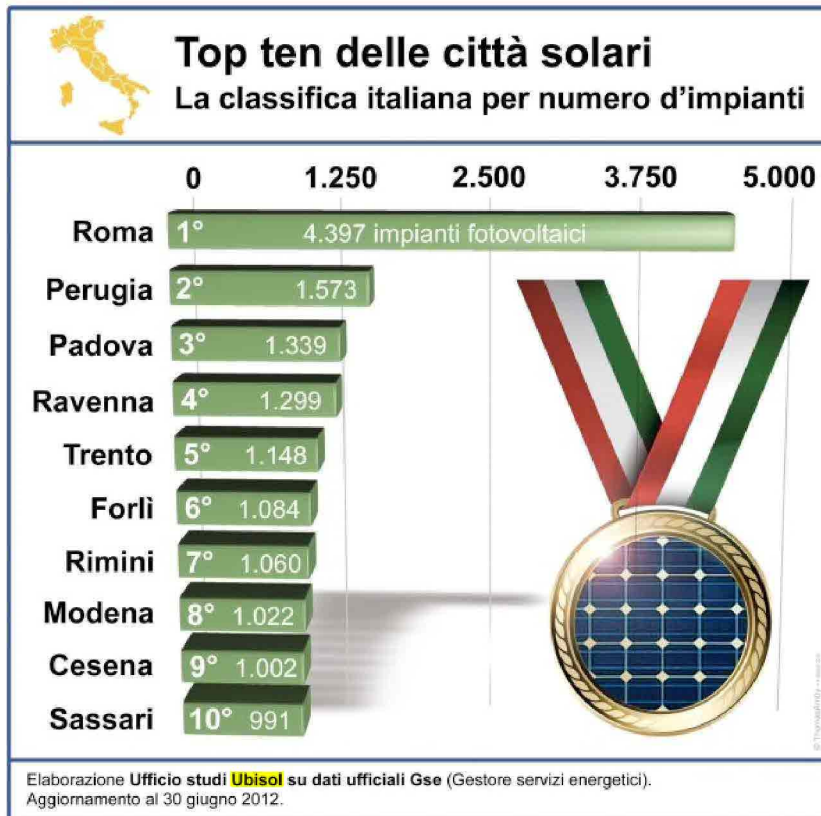 Top ten delle città solari
La classifica italiana per numero d'impianti
0 1.250 2.500 3.750 5.000
Roma 1° 4.397 impianti fotovoltaici
Perugia 2° 1.573
Padova 3° 1.339
Ravenna 4° 1.299
Trento 5° 1.148
Forlì 6° 1.084
Rimini 7° 1.060
Modena 8° 1.022
Cesena 9° 1.002
Sassari 10° 991
Elaborazione Ufficio studi Ubisol su dati ufficiali Gse (Gestore servizi energetici).
Aggiornamento al 30 giugno 2012.